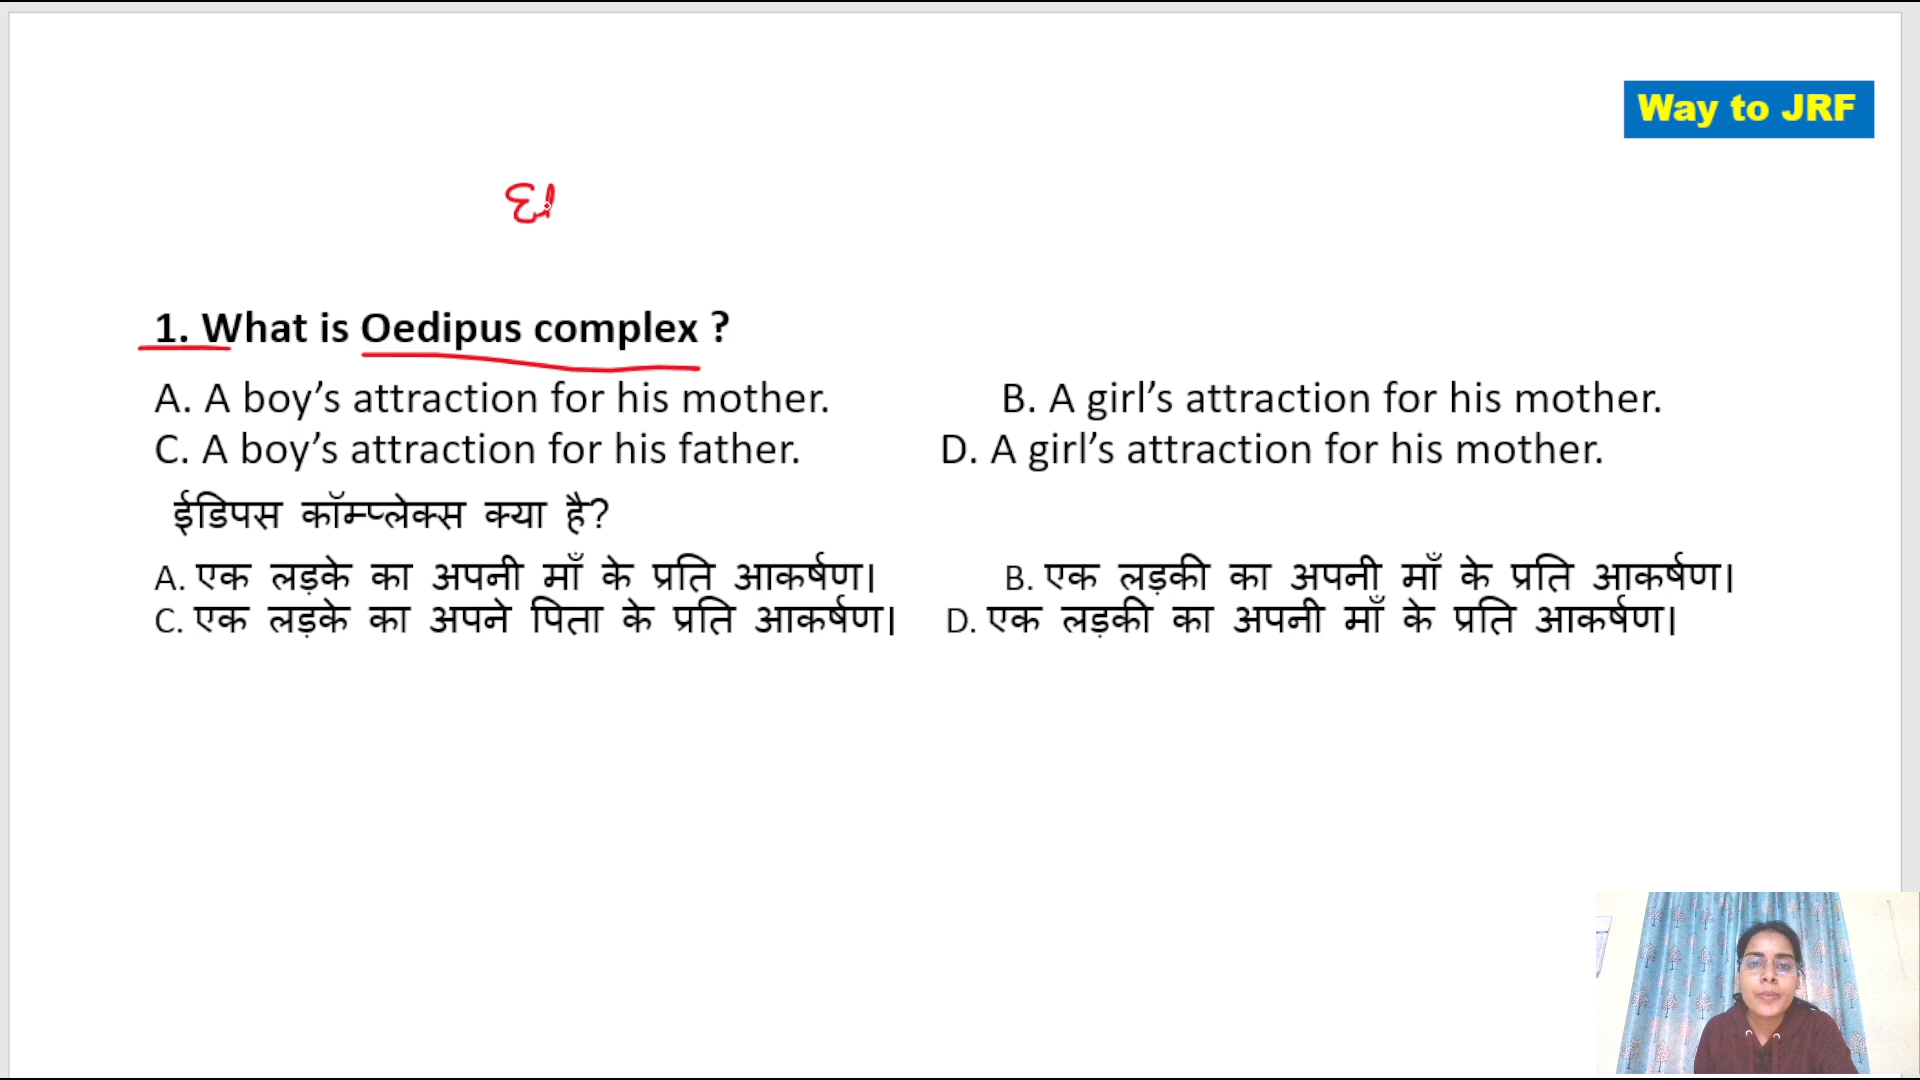 Way to JRF
El
1. What is Oedipus complex ?
A. A boy’s attraction for his mother. B. A girl’s attraction for his mother.
C. A boy’s attraction for his father. D. A girl’s attraction for his mother.
ईडिपस कॉम्प्लेक्स क्या है?
A. एक लड़के का अपनी माँ के प्रति आकर्षण। B. एक लड़की का अपनी माँ के प्रति आकर्षण।
C. एक लड़के का अपने पिता के प्रति आकर्षण। D. एक लड़की का अपनी माँ के प्रति आकर्षण।